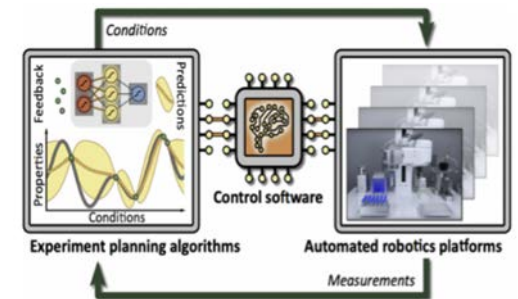 Conditions
Feedback
Predictions
Properties
Conditions
Control software
Experiment planning algorithms
Automated robotics platforms
Measurements